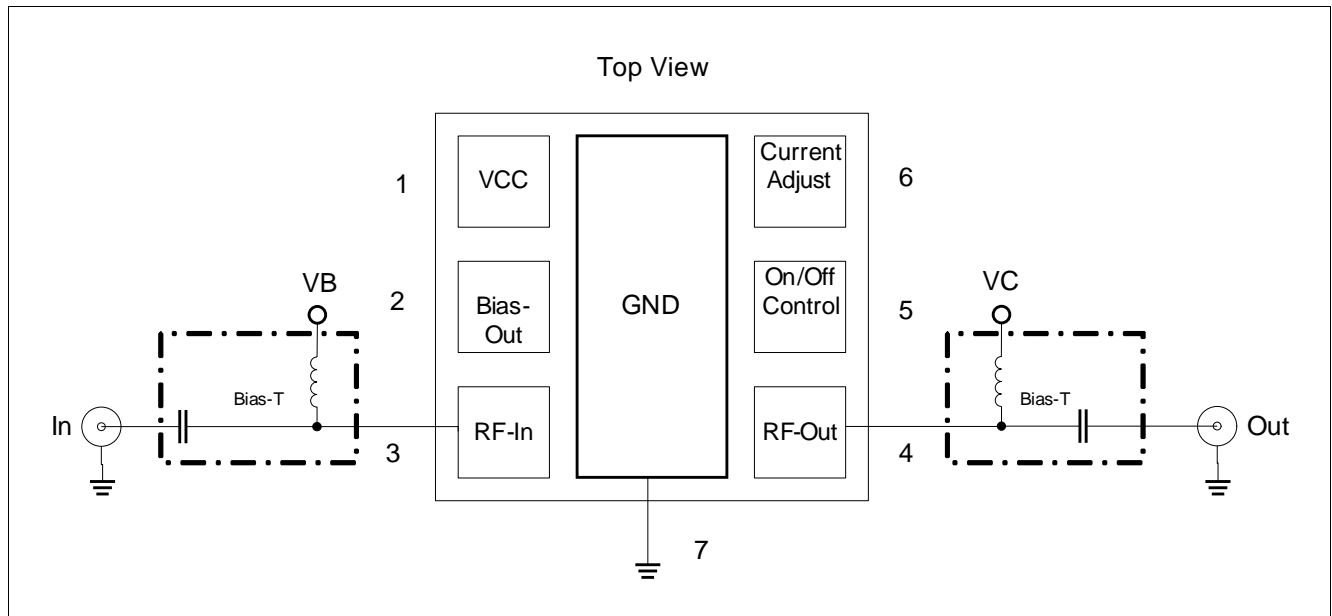 Top View
1
VCC
Current
Adjust
6
VB
2
Bias-
Out
GND
On/Off
Control
5
VC
In
Bias-T
3
RF-In
RF-Out
4
Bias-T
Out
7